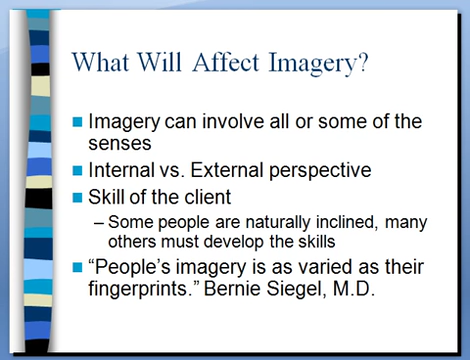 What Will Affect Imagery?
Imagery can involve all or some of the
senses
Internal vs. External perspective
Skill of the client
– Some people are naturally inclined, many
others must develop the skills
“People’s imagery is as varied as their
fingerprints.” Bernie Siegel, M.D.